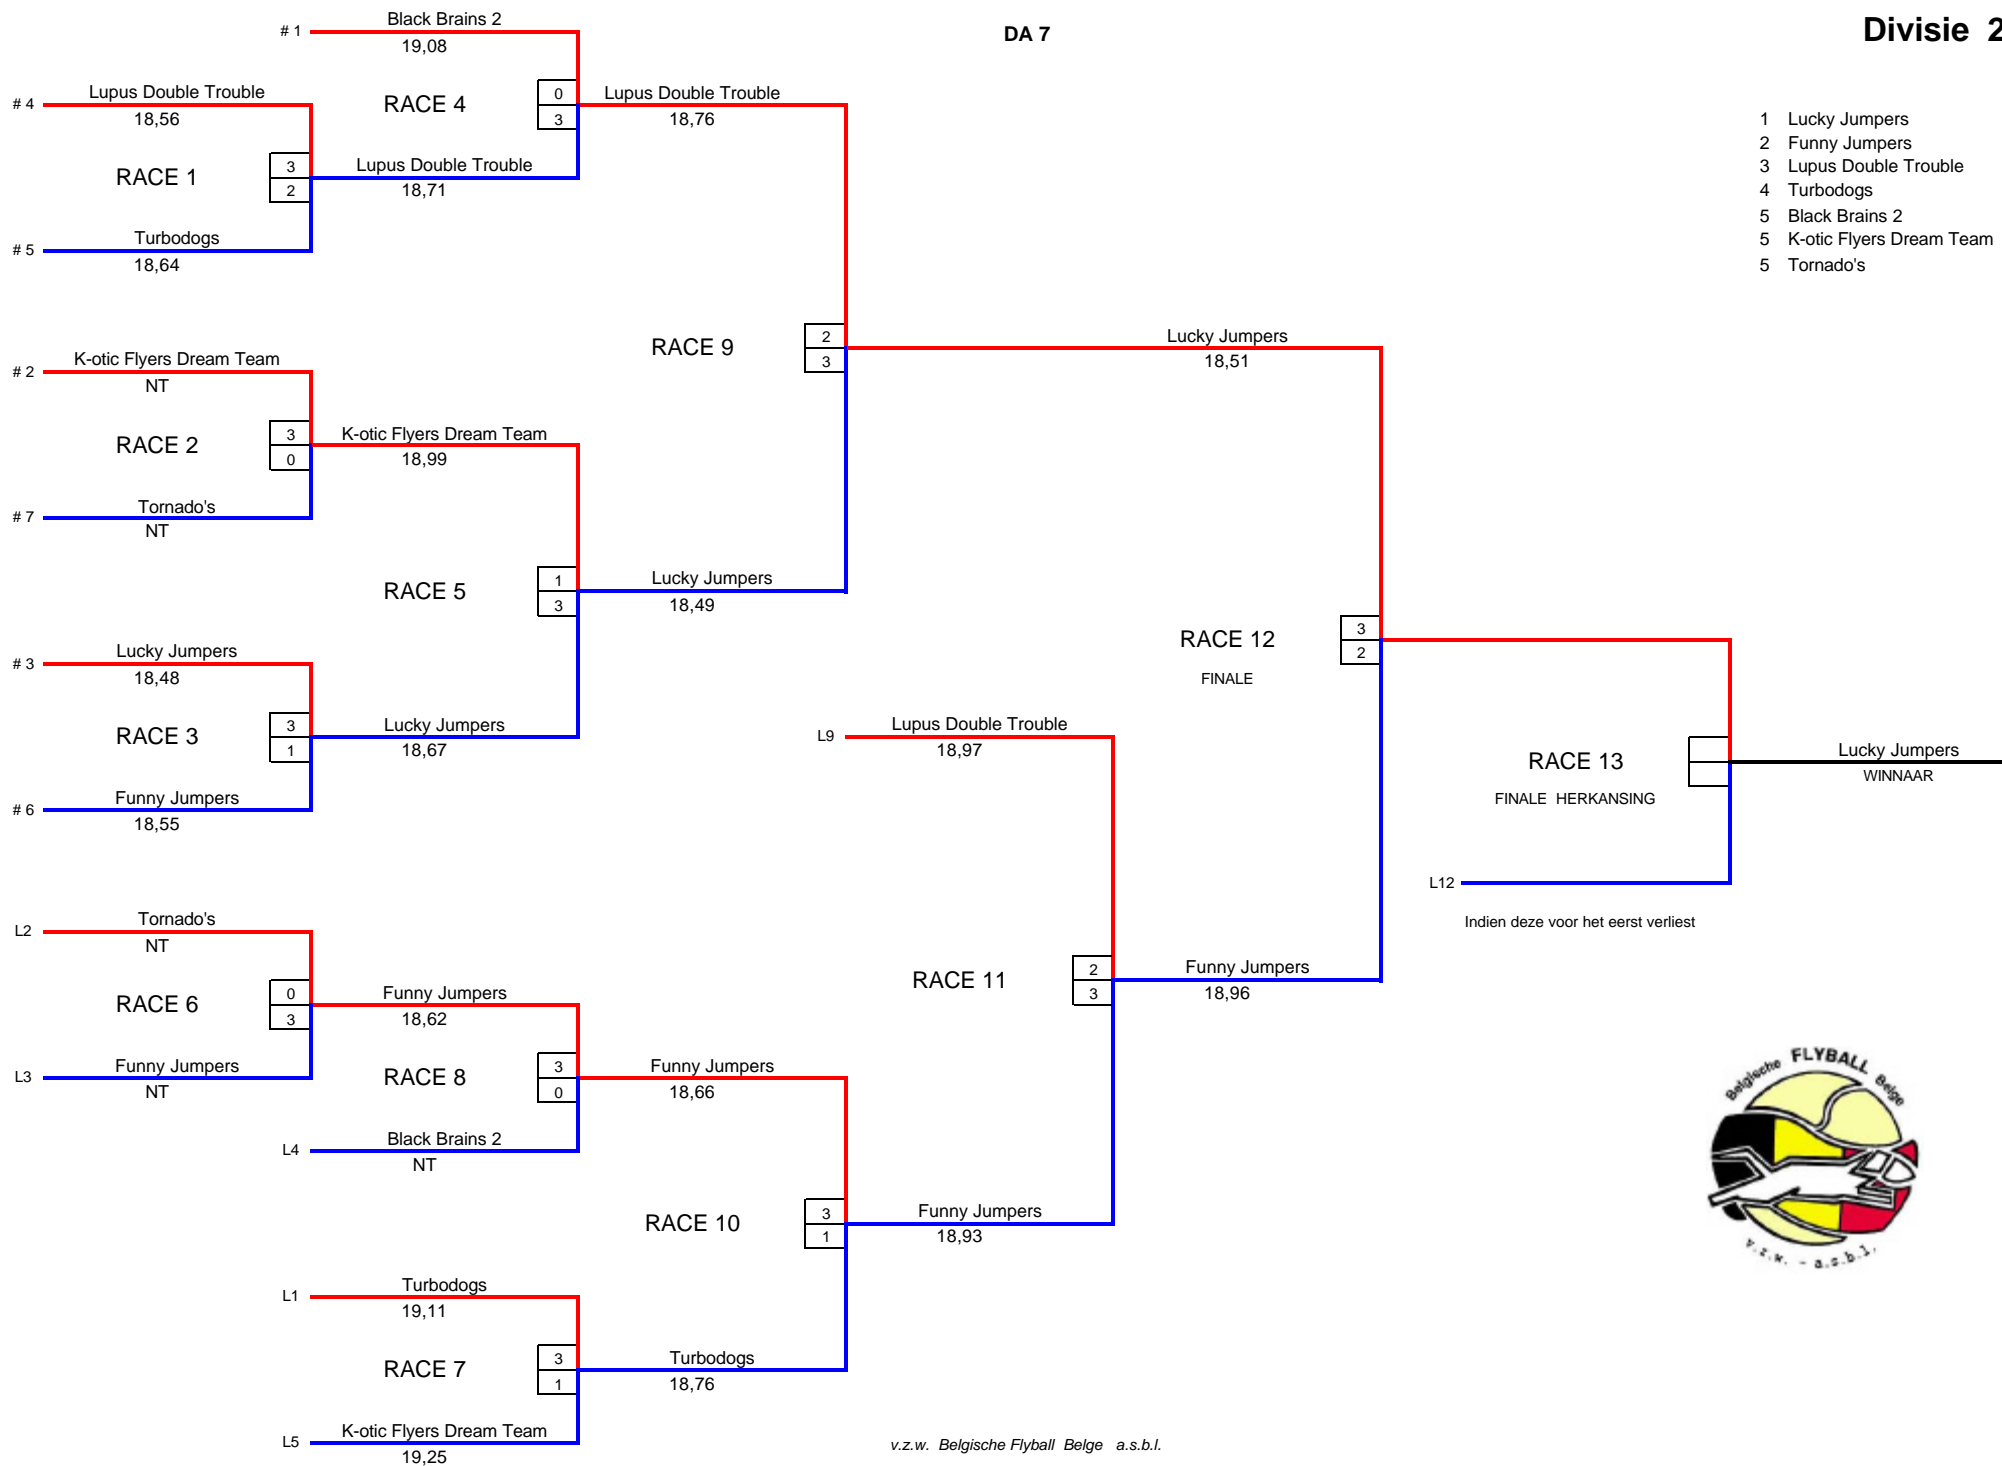 DA 7
Divisie 2
1 Lucky Jumpers
2 Funny Jumpers
3 Lupus Double Trouble
4 Turbodogs
5 Black Brains 2
5 K-otic Flyers Dream Team
5 Tornado's
# 1 Black Brains 2
19,08
# 4 Lupus Double Trouble
18,56
RACE 4
0
3
Lupus Double Trouble
18,76
RACE 1
3
2
Lupus Double Trouble
18,71
# 5 Turbodogs
18,64
# 2 K-otic Flyers Dream Team
NT
RACE 2
3
0
K-otic Flyers Dream Team
18,99
# 7 Tornado's
NT
RACE 9
2
3
Lucky Jumpers
18,51
RACE 5
1
3
Lucky Jumpers
18,49
# 3 Lucky Jumpers
18,48
RACE 3
3
1
Lucky Jumpers
18,67
# 6 Funny Jumpers
18,55
RACE 12
FINALE
3
2
L9 Lupus Double Trouble
18,97
RACE 13
FINALE HERKANSING
Lucky Jumpers
WINNAAR
L12
Indien deze voor het eerst verliest
L2 Tornado's
NT
RACE 6
0
3
Funny Jumpers
18,62
L3 Funny Jumpers
NT
RACE 8
3
0
Funny Jumpers
18,66
L4 Black Brains 2
NT
RACE 11
2
3
Funny Jumpers
18,96
RACE 10
3
1
Funny Jumpers
18,93
L1 Turbodogs
19,11
RACE 7
3
1
Turbodogs
18,76
L5 K-otic Flyers Dream Team
19,25
Belgische FLYBALL Belge
v.z.w. - a.s.b.l.
v.z.w. Belgische Flyball Belge a.s.b.l.